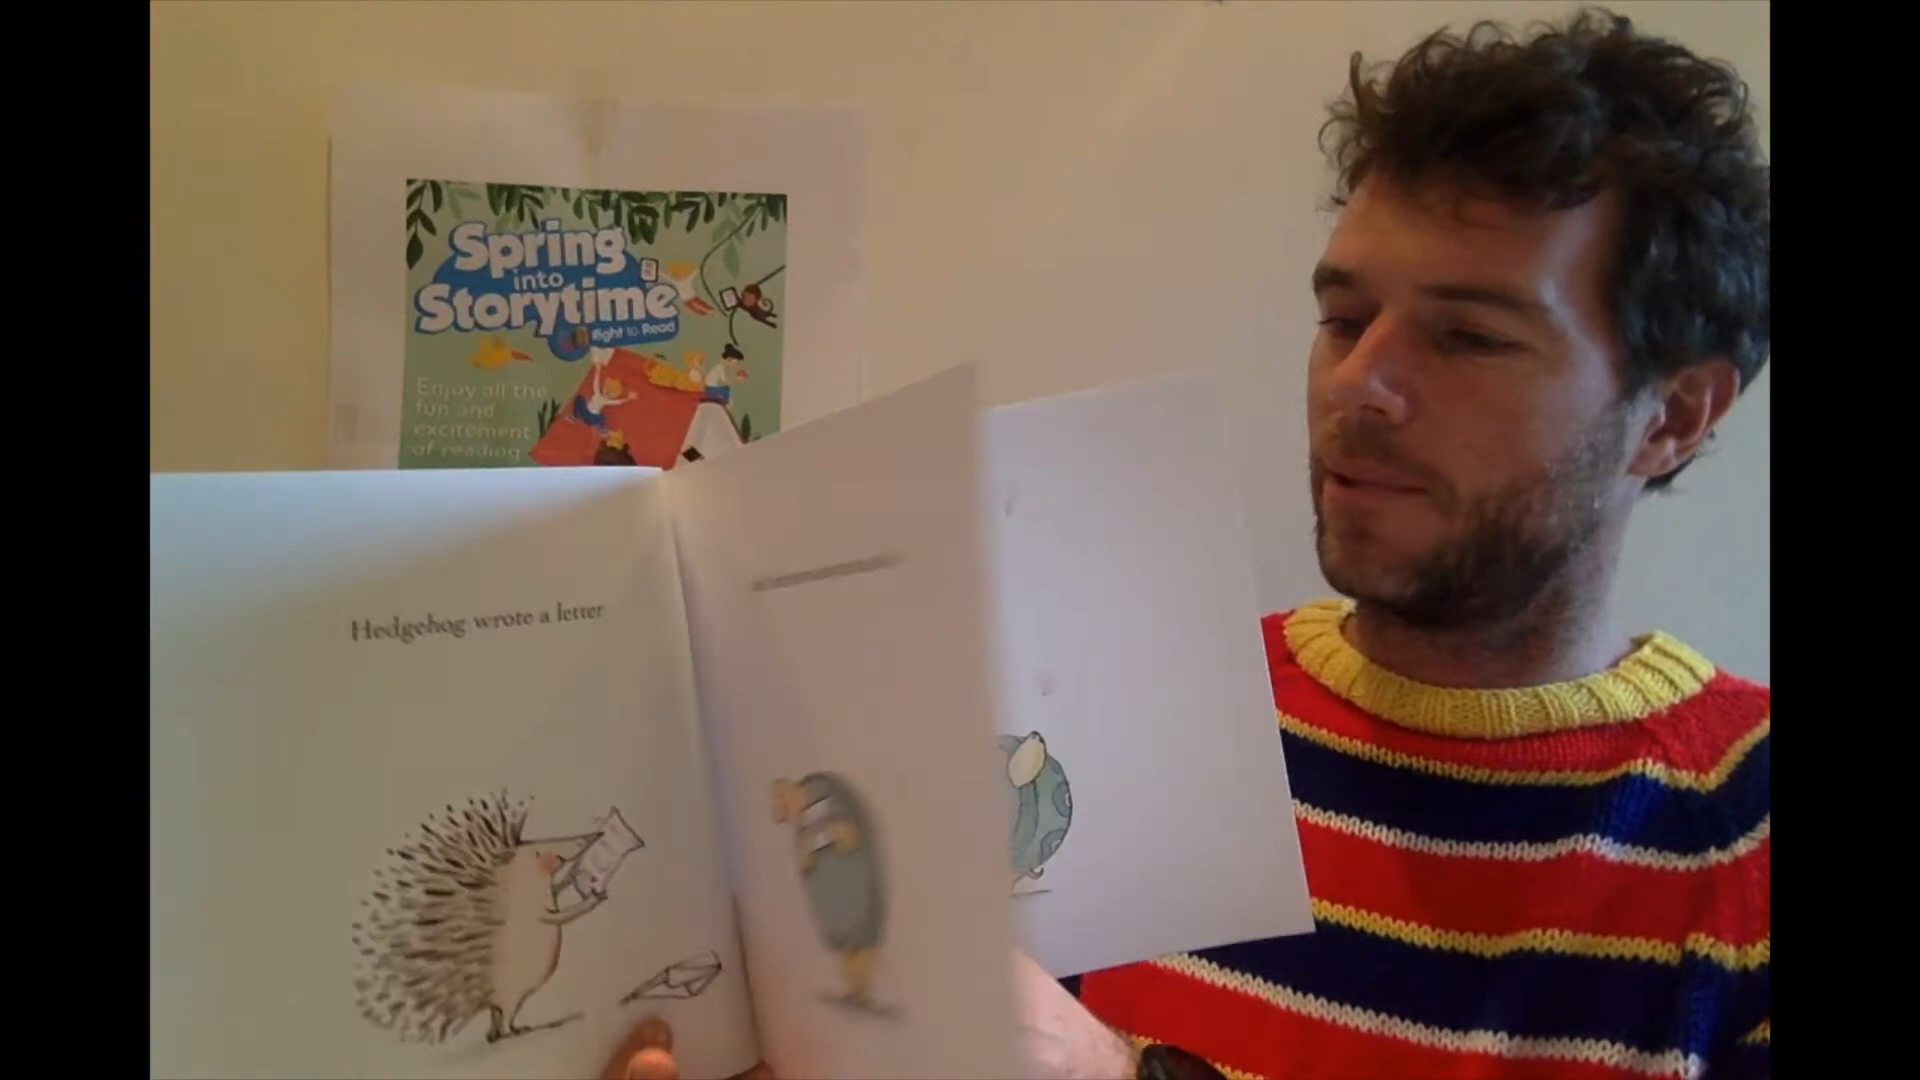 Spring
into
Storytime
Right to Read
Enjoy all the
fun and
excitement
of reading
Hedgehog wrote a letter